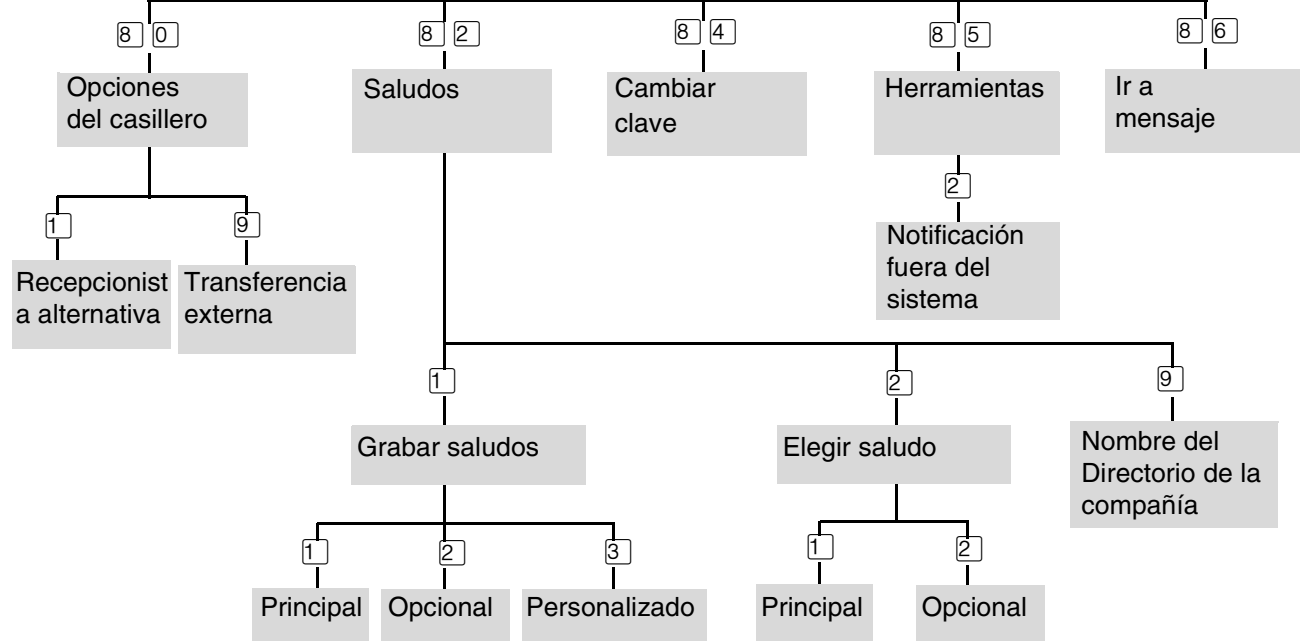 8 0 8 2 8 4 8 5 8 6
Opciones
del casillero
Saludos
Cambiar
clave
Herramientas
Ir a
mensaje
1 9
2
Recepcionist
a alternativa
Transferencia
externa
Notificación
fuera del
sistema
1 2 9
Grabar saludos
Elegir saludo
Nombre del
Directorio de la
compañía
1 2 3 1 2
Principal Opcional Personalizado Principal Opcional